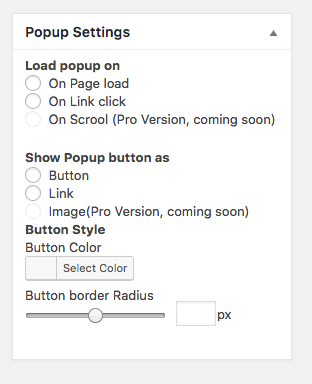 Popup Settings
Load popup on
On Page load
On Link click
On Scrool (Pro Version, coming soon)
Show Popup button as
Button
Link
Image(Pro Version, coming soon)
Button Style
Button Color
Select Color
Button border Radius
px